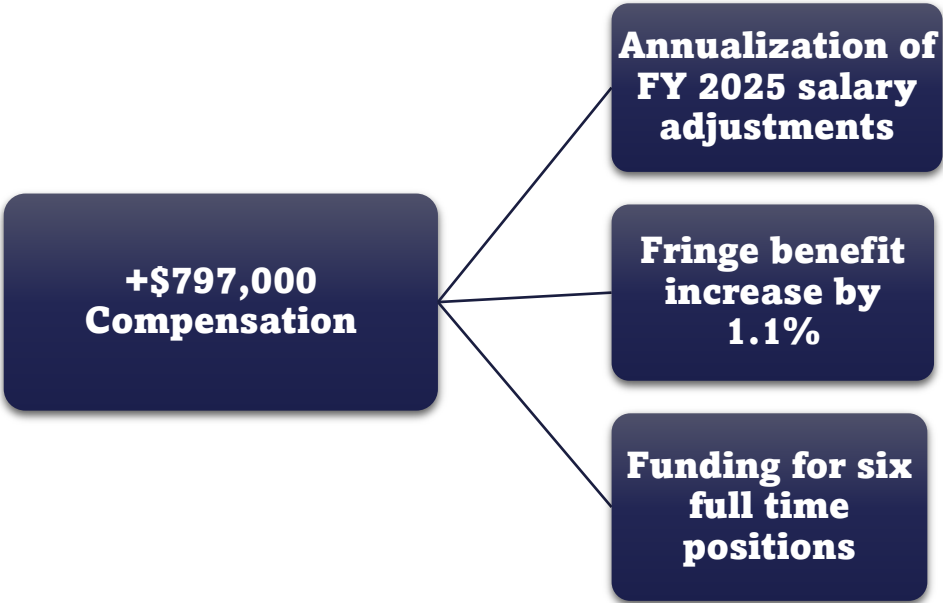 +$797,000
Compensation
Annualization of
FY 2025 salary
adjustments
Fringe benefit
increase by
1.1%
Funding for six
full time
positions